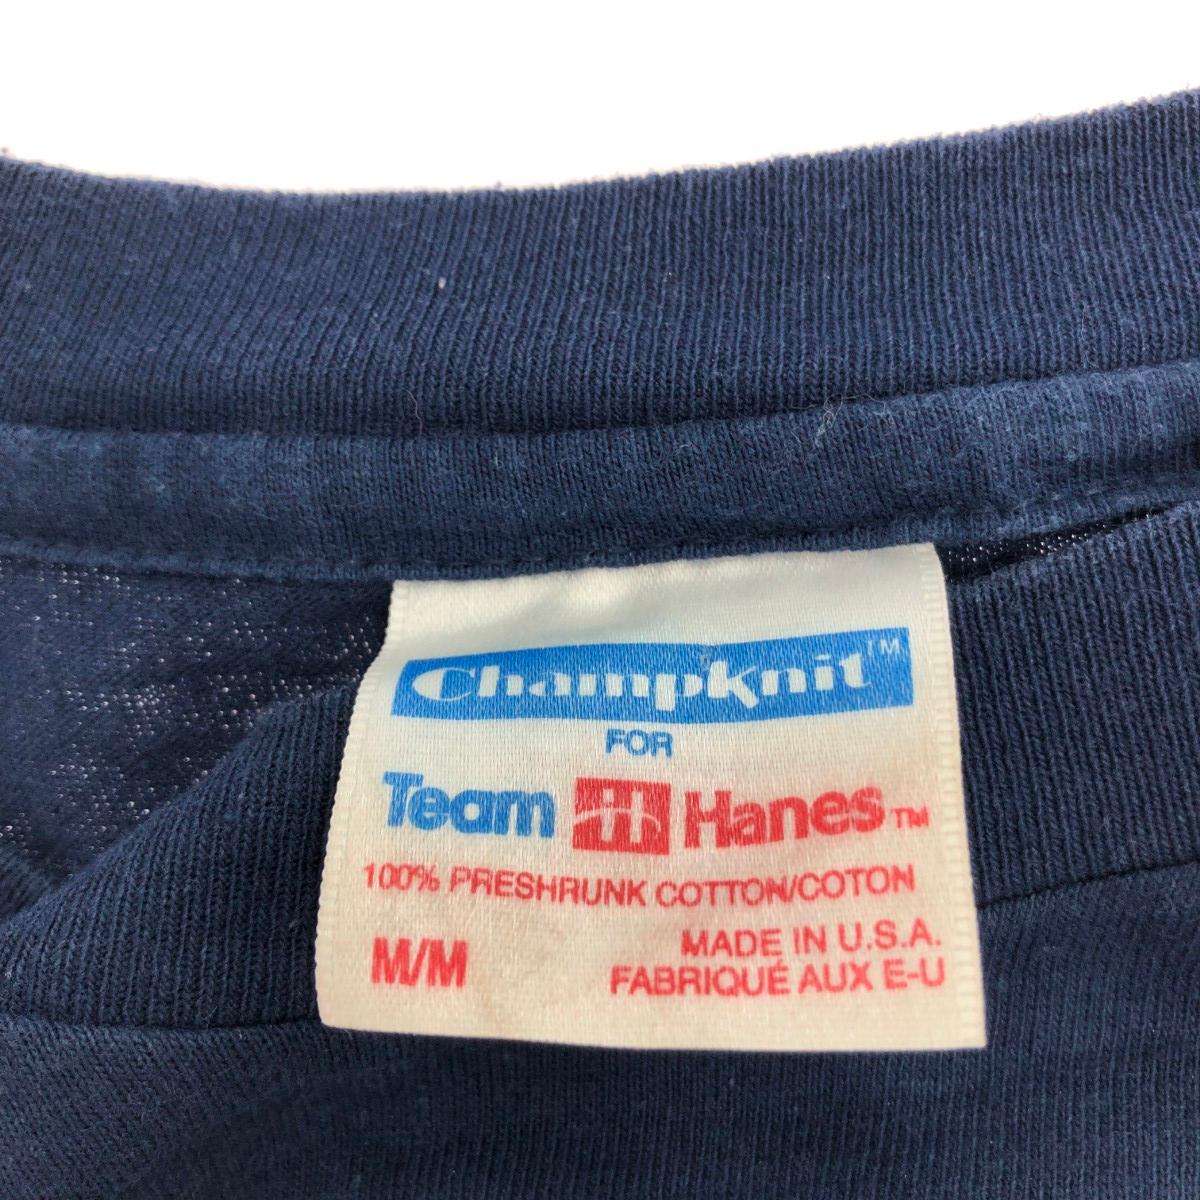 Champknit™
FOR
Team Hanes™
100% PRESHRUNK COTTON/COTON
M/M
MADE IN U.S.A.
FABRIQUÉ AUX E-U